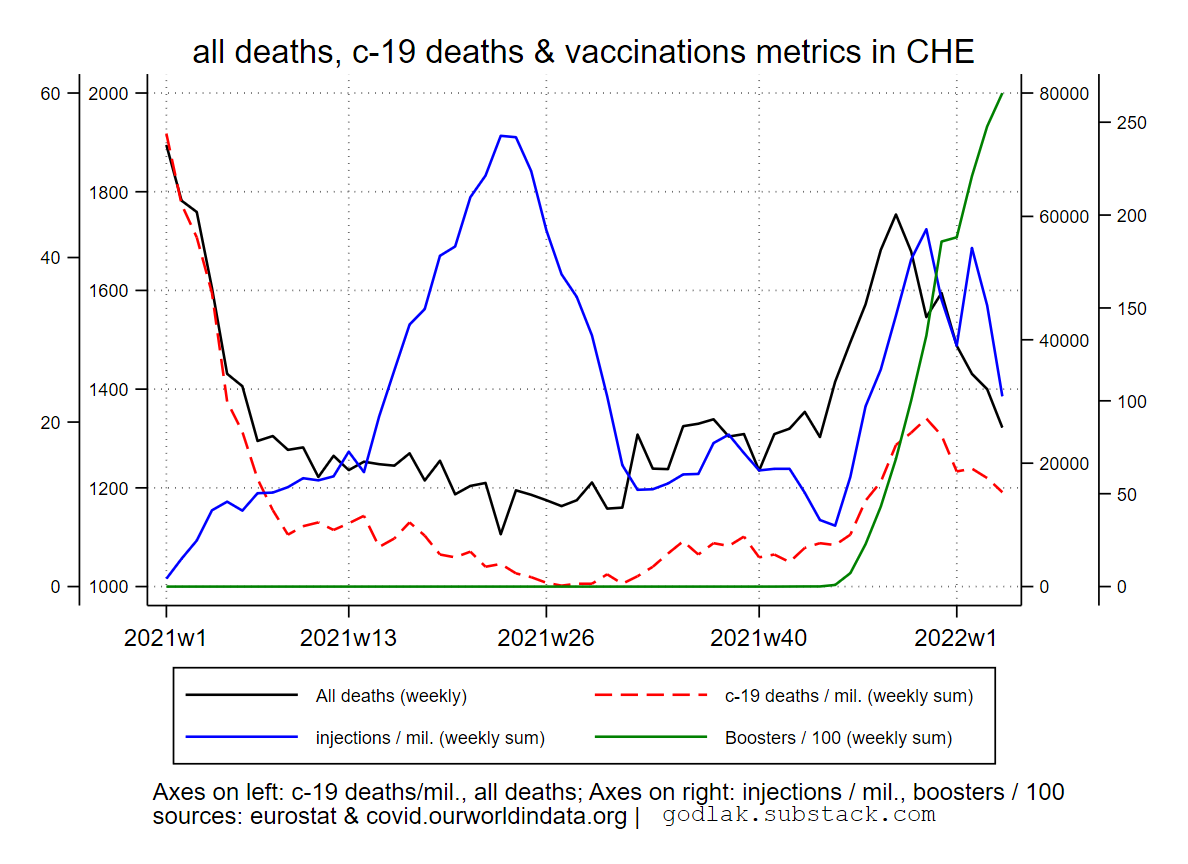 all deaths, c-19 deaths & vaccinations metrics in CHE
60 2000 80000
250
1800
60000 200
40
1600
150
40000
1400 100
20
20000
1200 50
0 1000 0 0
2021w1 2021w13 2021w26 2021w40 2022w1
All deaths (weekly) c-19 deaths / mil. (weekly sum)
injections / mil. (weekly sum) Boosters / 100 (weekly sum)
Axes on left: c-19 deaths/mil., all deaths; Axes on right: injections / mil., boosters / 100
sources: eurostat & covid.ourworldindata.org | godlak.substack.com